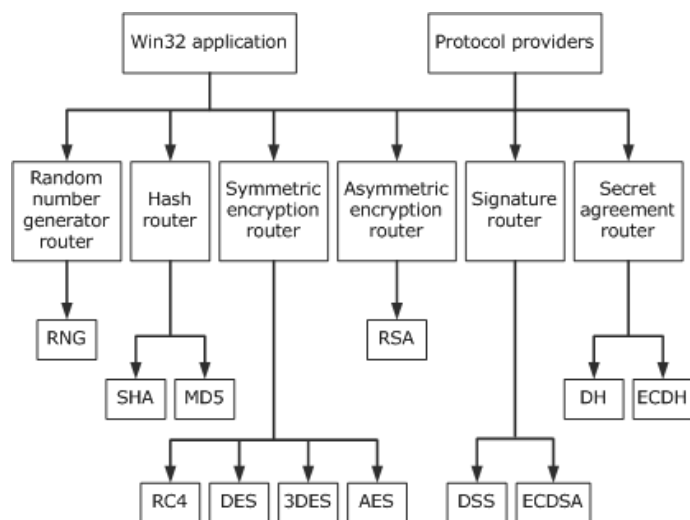 Win32 application
Protocol providers
Random
number
generator
router
Hash
router
Symmetric
encryption
router
Asymmetric
encryption
router
Signature
router
Secret
agreement
router
RNG
RSA
SHA
MD5
DH
ECDH
RC4
DES
3DES
AES
DSS
ECDSA